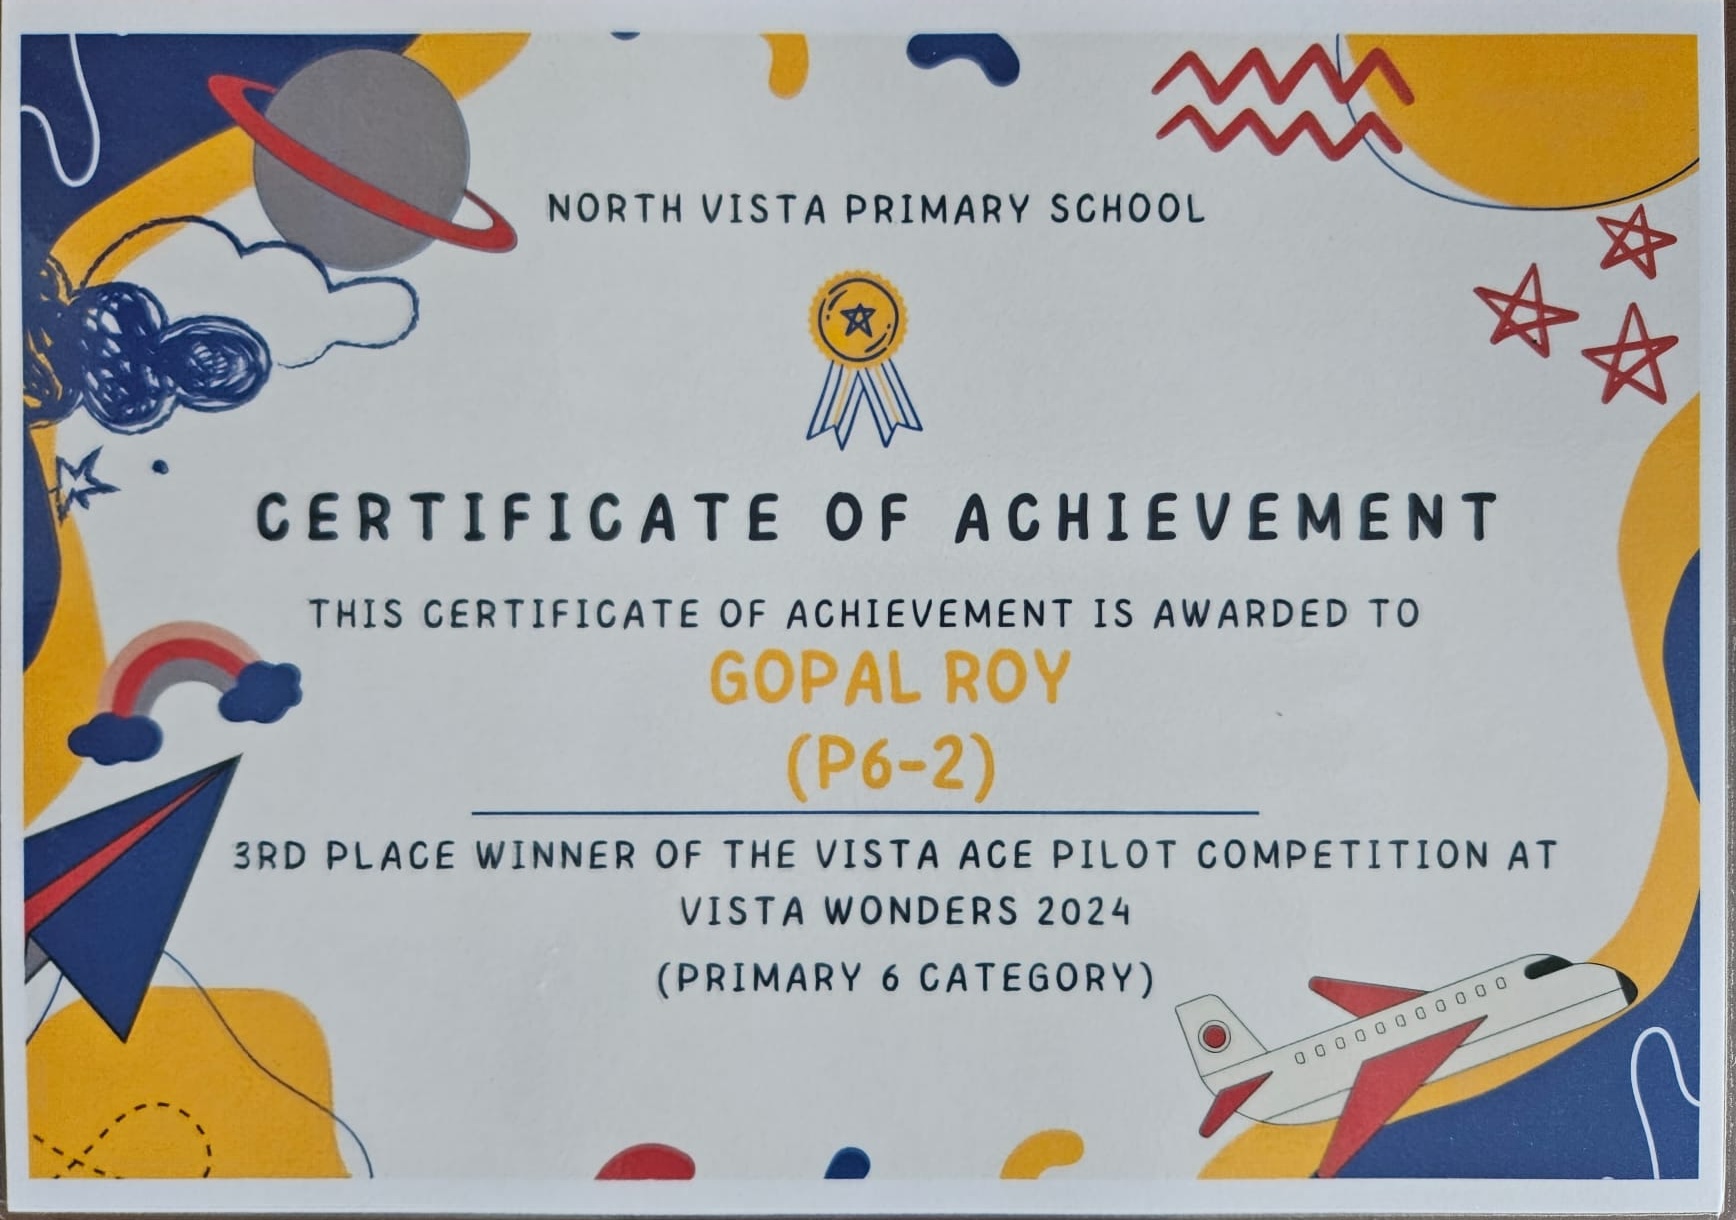 NORTH VISTA PRIMARY SCHOOL
CERTIFICATE OF ACHIEVEMENT
THIS CERTIFICATE OF ACHIEVEMENT IS AWARDED TO
GOPAL ROY
(P6-2)
3RD PLACE WINNER OF THE VISTA ACE PILOT COMPETITION AT
VISTA WONDERS 2024
(PRIMARY 6 CATEGORY)